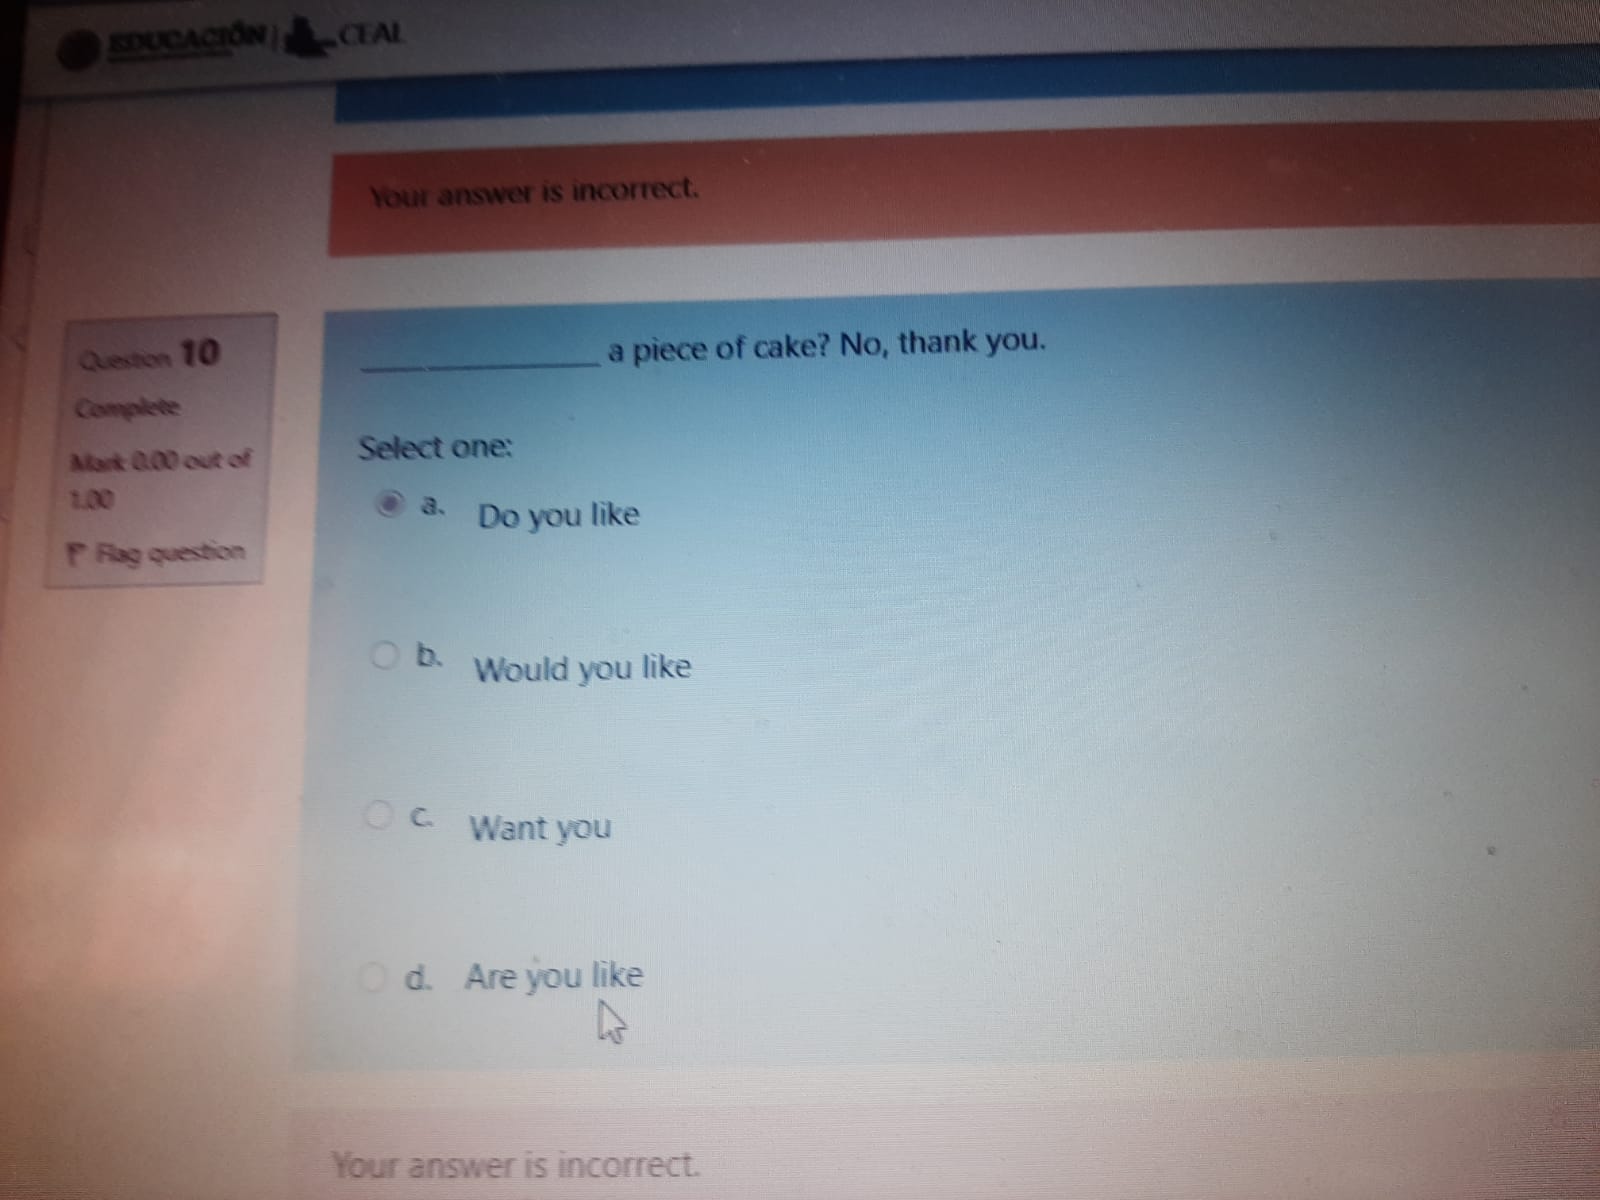 EDUCACIÓN | CEAL
Your answer is incorrect.
Question 10
Complete
Mark 0.00 out of
1.00
Flag question
____________ a piece of cake? No, thank you.
Select one:
a. Do you like
b. Would you like
c. Want you
d. Are you like
Your answer is incorrect.